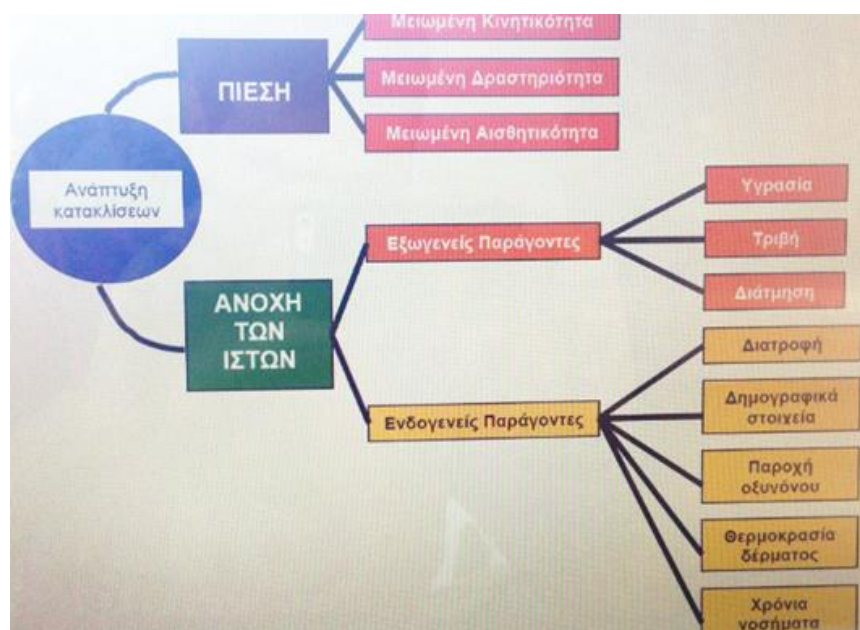 Ανάπτυξη
κατακλίσεων
ΠΙΕΣΗ
Μειωμένη Κινητικότητα
Μειωμένη Δραστηριότητα
Μειωμένη Αισθητικότητα
ΑΝΟΧΗ
ΤΩΝ
ΙΣΤΩΝ
Εξωγενείς Παράγοντες
Υγρασία
Τριβή
Διάτμηση
Ενδογενείς Παράγοντες
Διατροφή
Δημογραφικά
στοιχεία
Παροχή
οξυνόνου
Θερμοκρασία
δέρματος
Χρόνια
νοσήματα